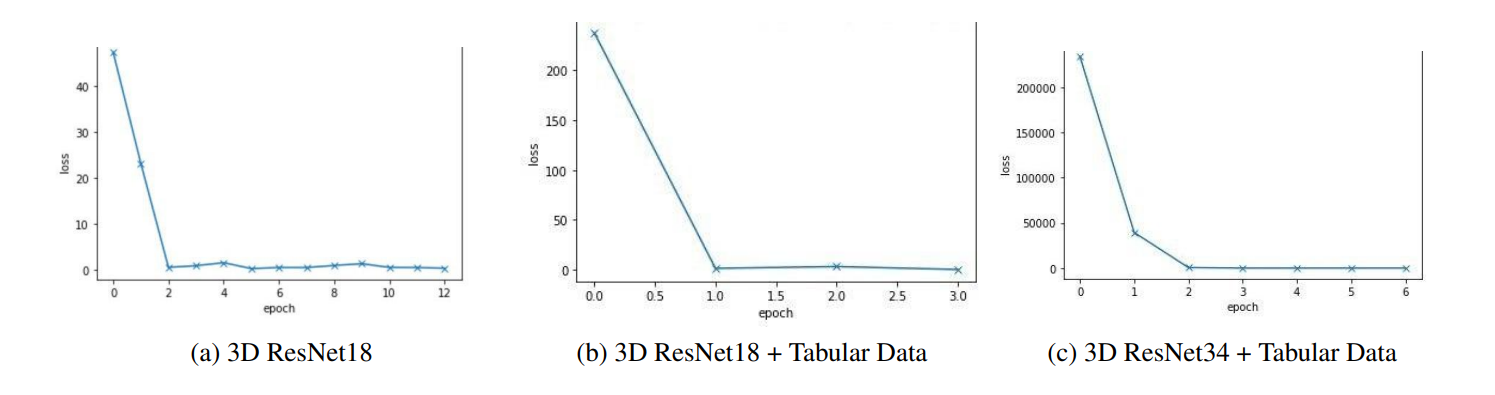 40
30
20
10
0
loss
0 2 4 6 8 10 12
epoch
(a) 3D ResNet18
200
150
100
50
0
loss
0.0 0.5 1.0 1.5 2.0 2.5 3.0
epoch
(b) 3D ResNet18 + Tabular Data
200000
150000
100000
50000
0
loss
0 1 2 3 4 5 6
epoch
(c) 3D ResNet34 + Tabular Data